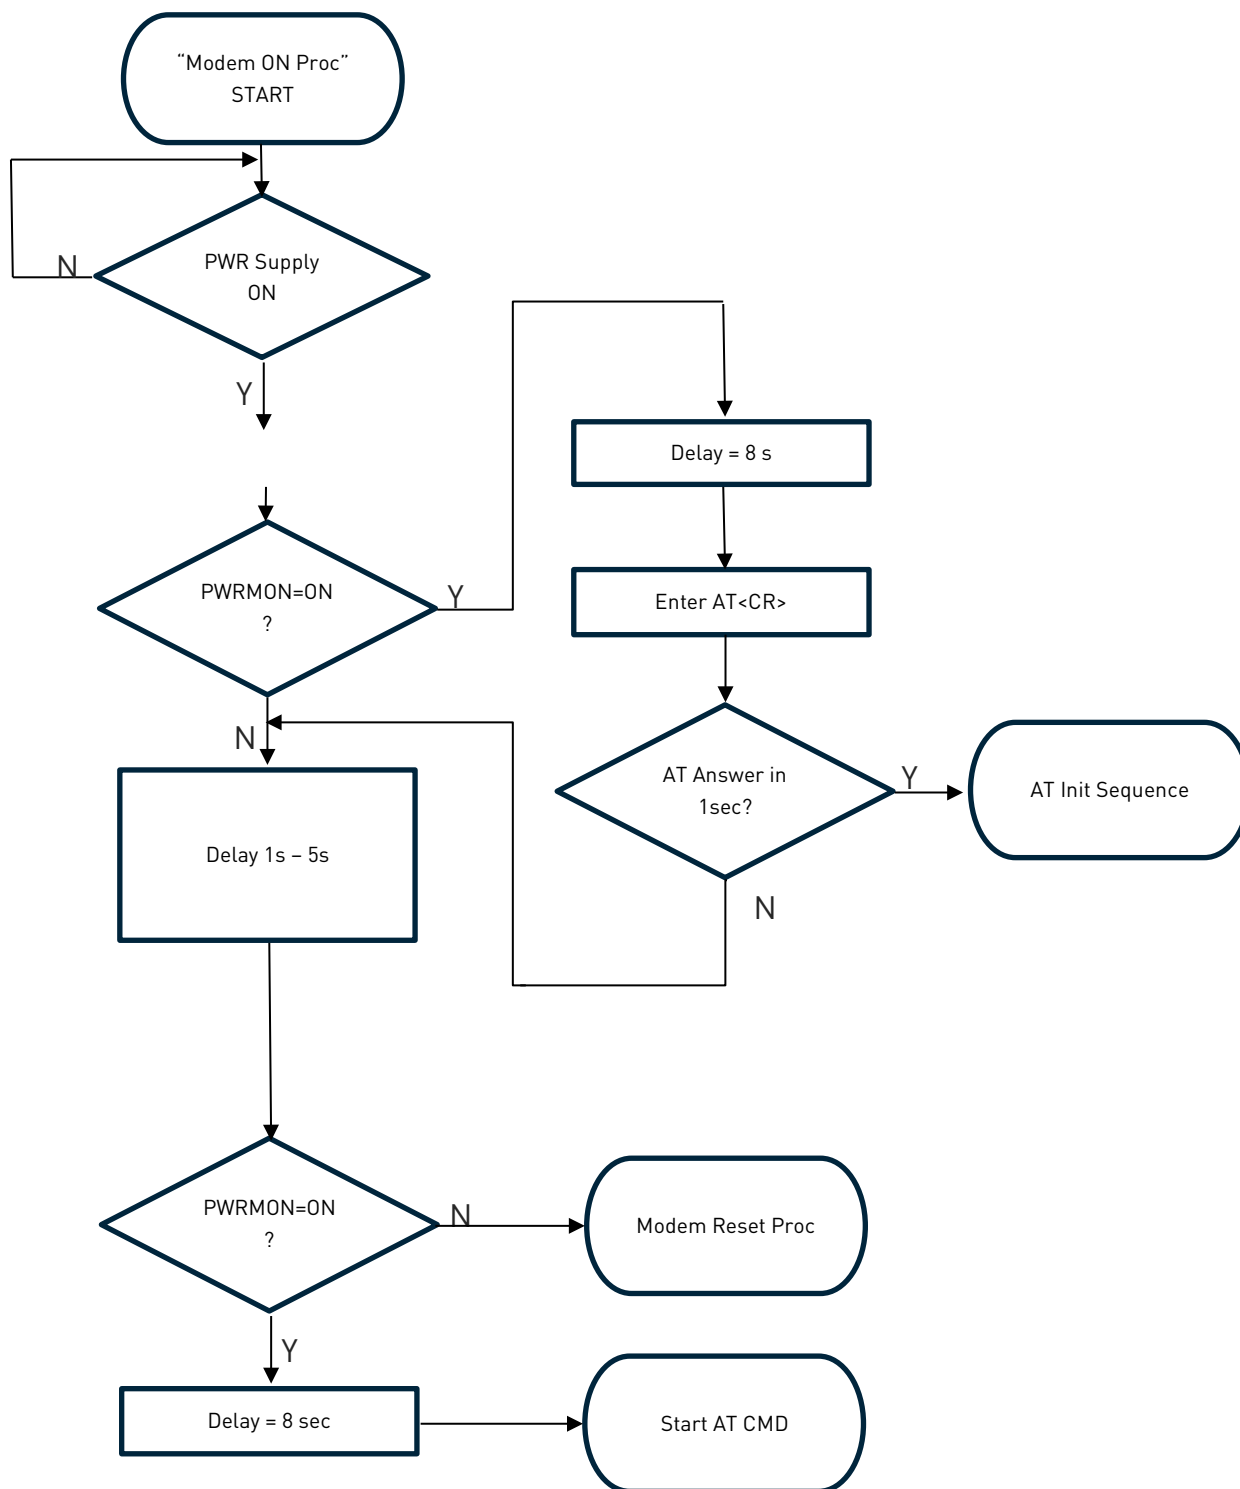 “Modem ON Proc”
START
PWR Supply
ON
N
Y
Delay = 8 s
Enter AT<CR>
PWRMON=ON
?
Y
N
AT Answer in
1sec?
Y
AT Init Sequence
N
Delay 1s – 5s
PWRMON=ON
?
N
Modem Reset Proc
Y
Delay = 8 sec
Start AT CMD